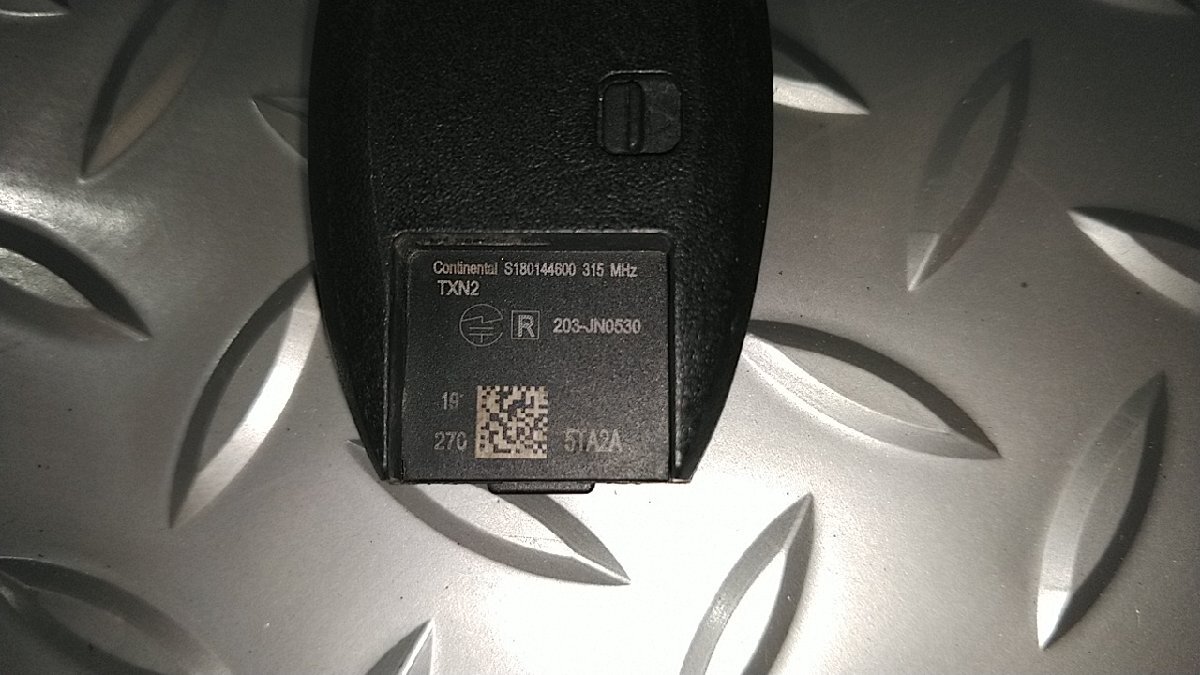 Continental S180144600 315 MHz
TXN2
R 203-JN0530
19
270 5TA2A